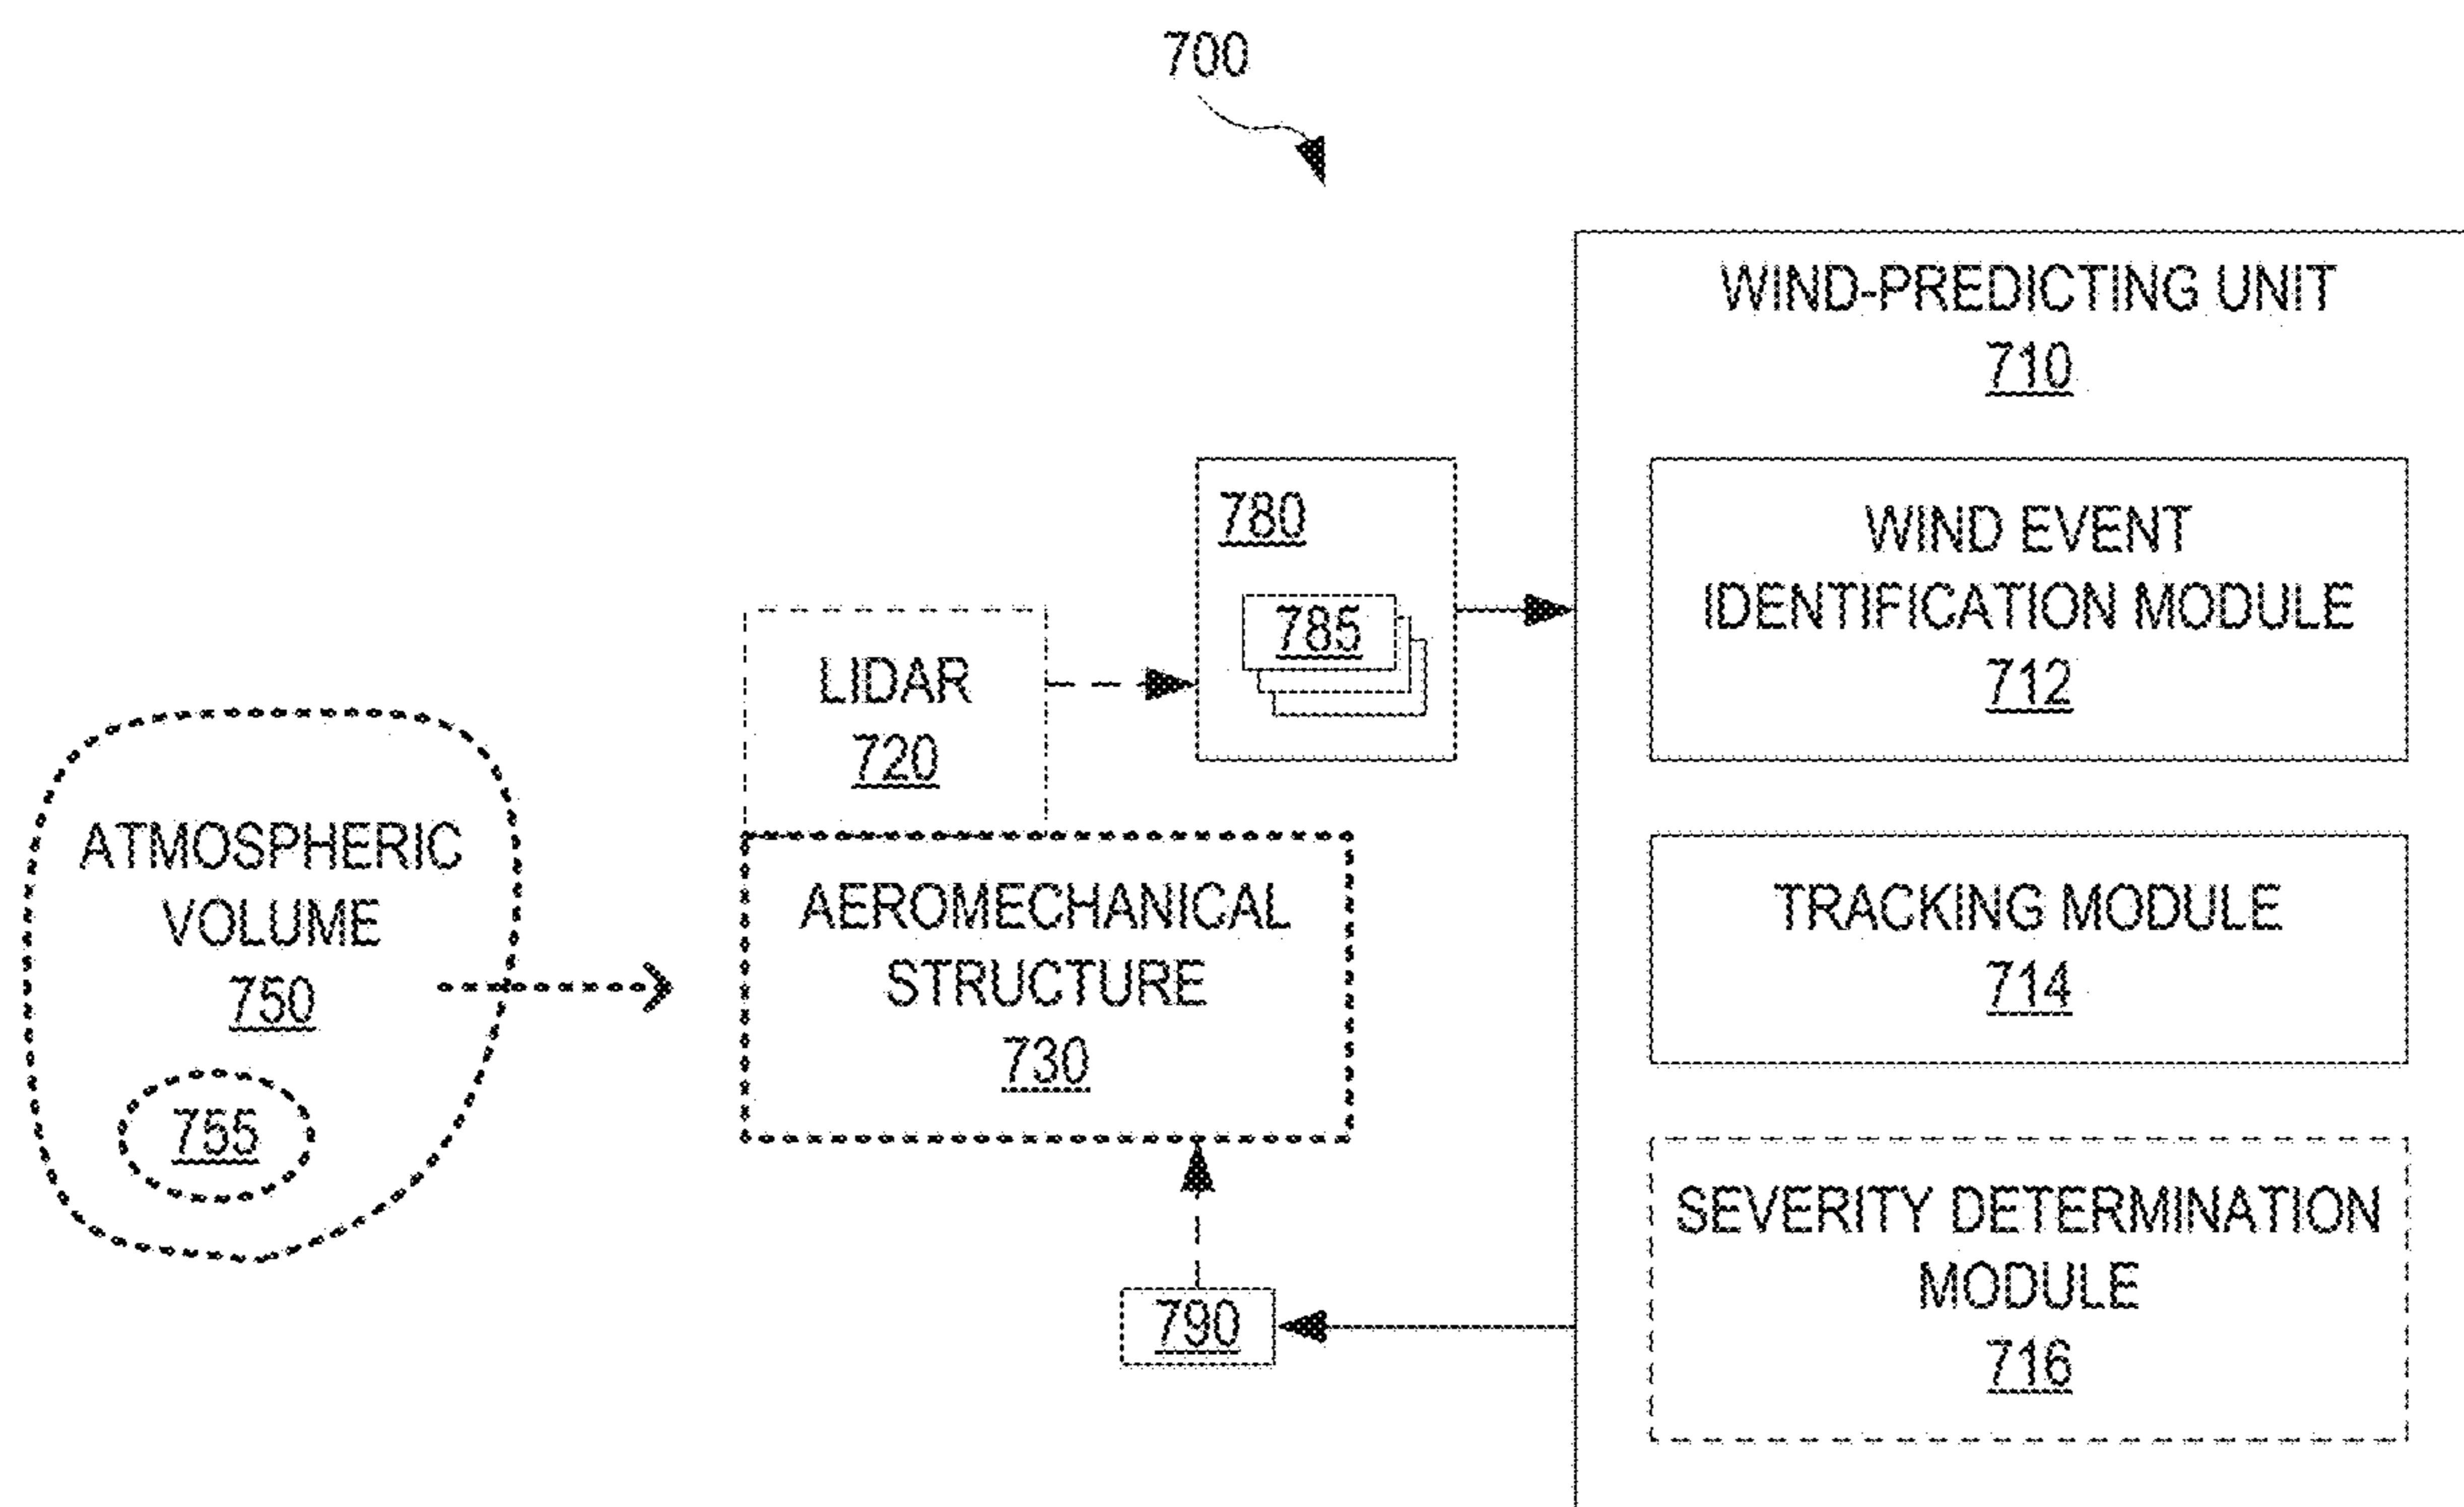 700
WIND-PREDICTING UNIT
710
780
785
WIND EVENT
IDENTIFICATION MODULE
712
LIDAR
720
ATMOSPHERIC
VOLUME
750
755
AEROMECHANICAL
STRUCTURE
730
TRACKING MODULE
714
SEVERITY DETERMINATION
MODULE
716
790